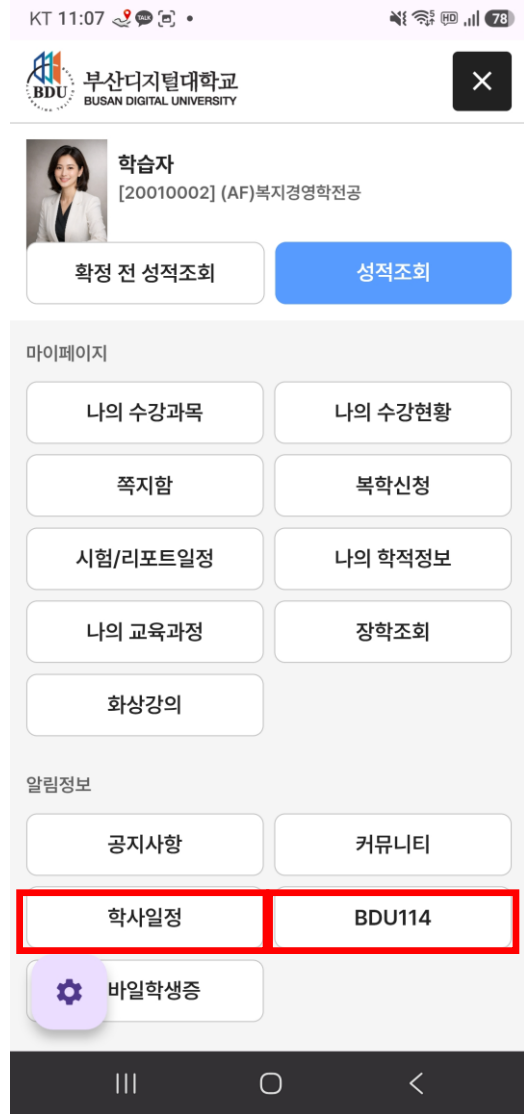 KT 11:07 TALK HD 78
BDU 부산디지털대학교
BUSAN DIGITAL UNIVERSITY
학습자
[20010002] (AF)복지경영학전공
확정 전 성적조회 성적조회
마이페이지
나의 수강과목 나의 수강현황
쪽지함 복학신청
시험/리포트일정 나의 학적정보
나의 교육과정 장학조회
화상강의
알림정보
공지사항 커뮤니티
학사일정 BDU114
바일학생증